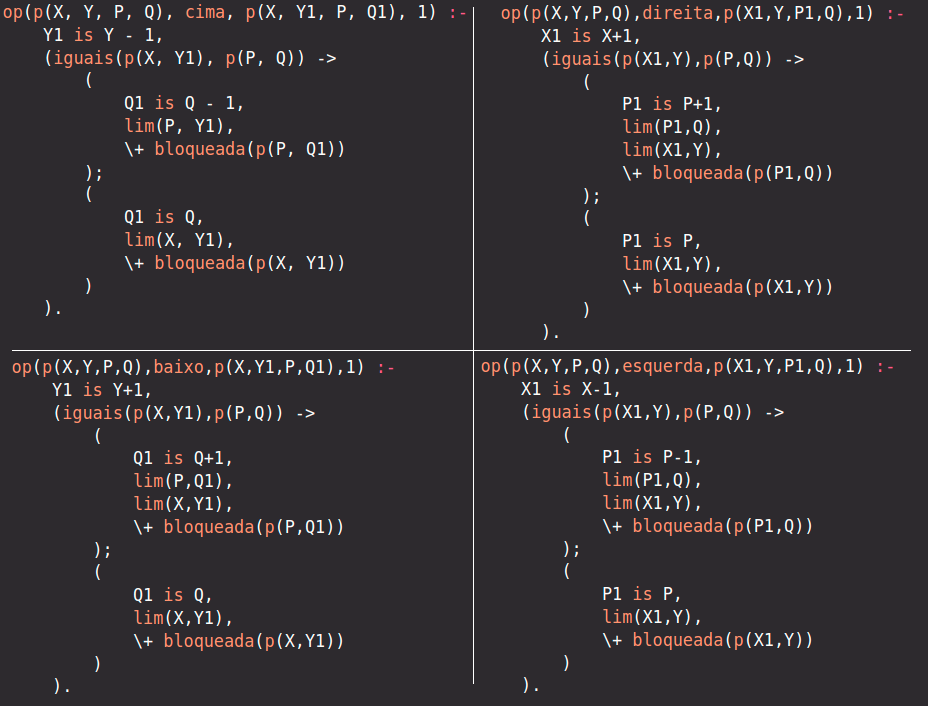 op(p(X, Y, P, Q), cima, p(X, Y1, P, Q1), 1) :-
    Y1 is Y - 1,
    (iguais(p(X, Y1), p(P, Q)) ->
        (
            Q1 is Q - 1,
            lim(P, Y1),
            \+ bloqueada(p(P, Q1))
        );
        (
            Q1 is Q,
            lim(X, Y1),
            \+ bloqueada(p(X, Y1))
        )
    ).
op(p(X,Y,P,Q),direita,p(X1,Y,P1,Q),1) :-
    X1 is X+1,
    (iguais(p(X1,Y),p(P,Q)) ->
        (
            P1 is P+1,
            lim(P1,Q),
            lim(X1,Y),
            \+ bloqueada(p(P1,Q))
        );
        (
            P1 is P,
            lim(X1,Y),
            \+ bloqueada(p(X1,Y))
        )
    ).
op(p(X,Y,P,Q),baixo,p(X,Y1,P,Q1),1) :-
    Y1 is Y+1,
    (iguais(p(X,Y1),p(P,Q)) ->
        (
            Q1 is Q+1,
            lim(P,Q1),
            lim(X,Y1),
            \+ bloqueada(p(P,Q1))
        );
        (
            Q1 is Q,
            lim(X,Y1),
            \+ bloqueada(p(X,Y1))
        )
    ).
op(p(X,Y,P,Q),esquerda,p(X1,Y,P1,Q),1) :-
    X1 is X-1,
    (iguais(p(X1,Y),p(P,Q)) ->
        (
            P1 is P-1,
            lim(P1,Q),
            lim(X1,Y),
            \+ bloqueada(p(P1,Q))
        );
        (
            P1 is P,
            lim(X1,Y),
            \+ bloqueada(p(X1,Y))
        )
    ).